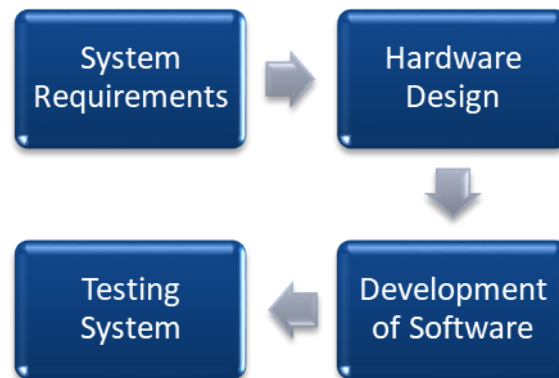 System
Requirements
Hardware
Design
Development
of Software
Testing
System